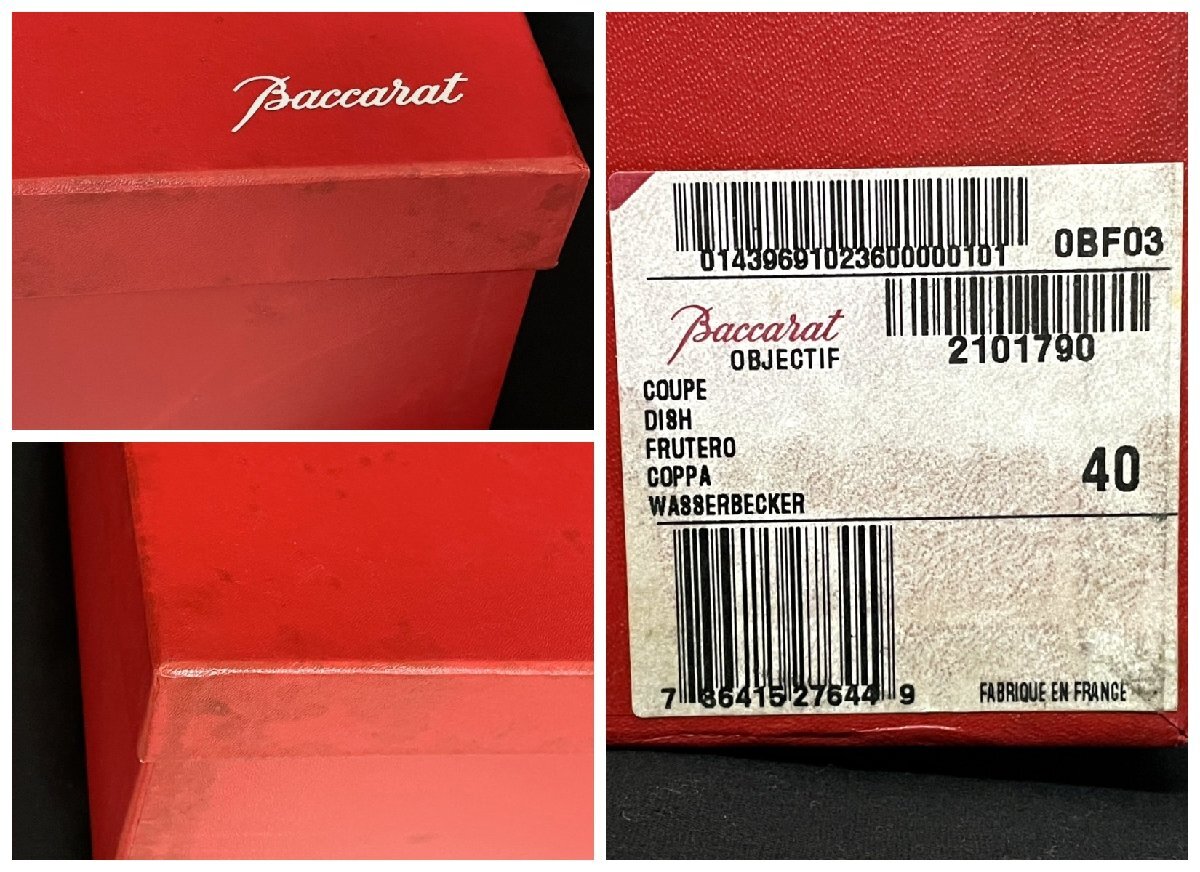 Baccarat
01439691023600000101
0BF03
Baccarat
OBJECTIF
2101790
COUPE
DISH
FRUTERO
COPPA
40
WASSERBECKER
7 36415 27644 9
FABRIQUE EN FRANCE